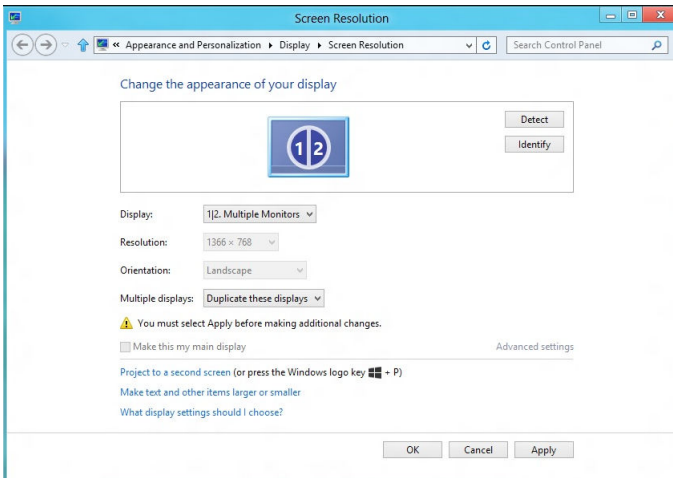 Screen Resolution
« Appearance and Personalization ▸ Display ▸ Screen Resolution
Search Control Panel
Change the appearance of your display
1|2
Detect
Identify
Display: 1|2. Multiple Monitors
Resolution: 1366 × 768
Orientation: Landscape
Multiple displays: Duplicate these displays
You must select Apply before making additional changes.
Make this my main display Advanced settings
Project to a second screen (or press the Windows logo key + P)
Make text and other items larger or smaller
What display settings should I choose?
OK Cancel Apply